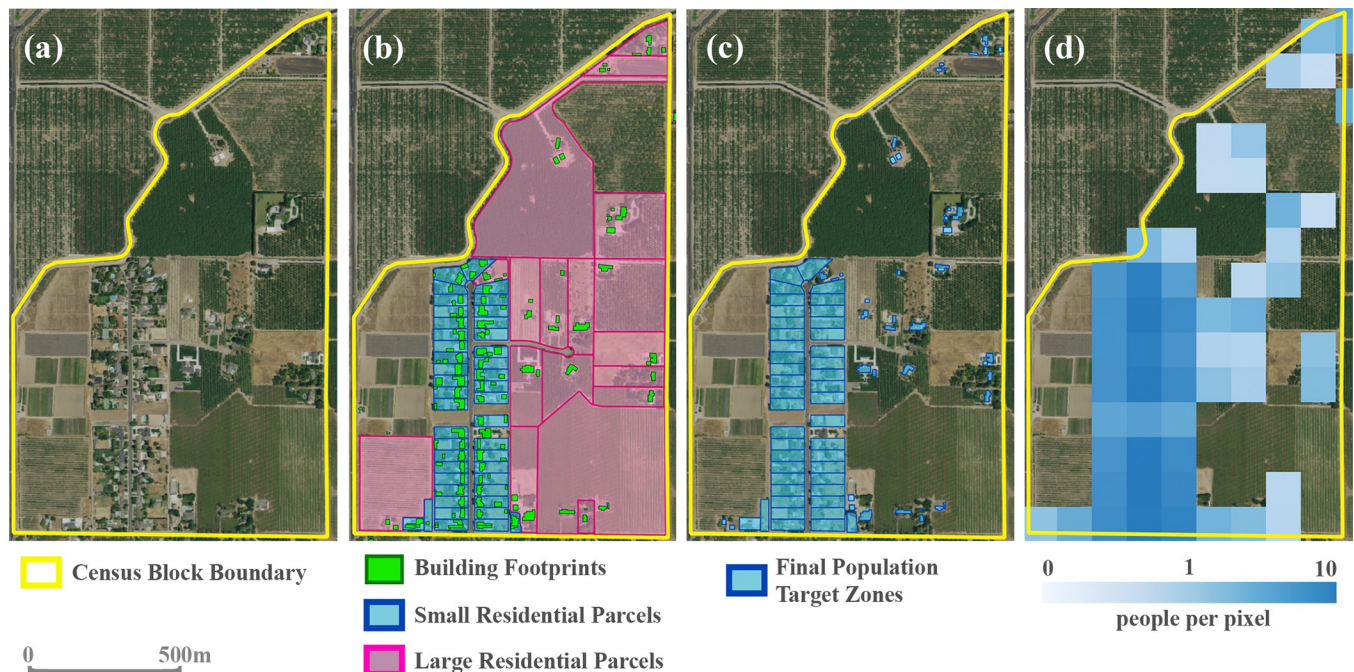 (a)
(b)
(c)
(d)
Census Block Boundary
Building Footprints
Small Residential Parcels
Large Residential Parcels
Final Population
Target Zones
0 1 10
people per pixel
0 500m